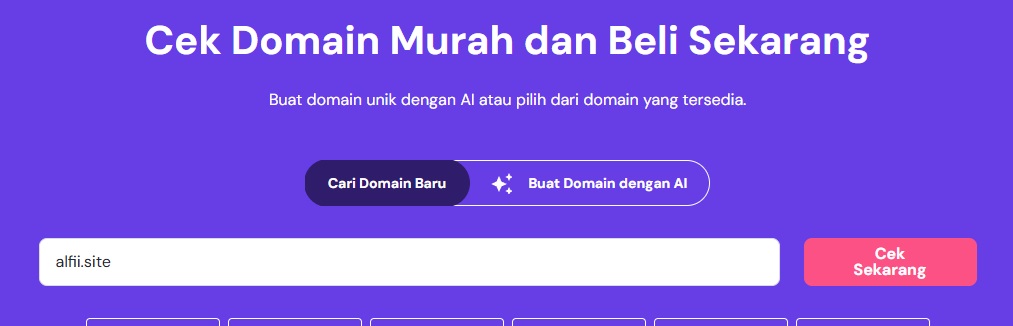 Cek Domain Murah dan Beli Sekarang
Buat domain unik dengan AI atau pilih dari domain yang tersedia.
Cari Domain Baru
Buat Domain dengan AI
alfii.site
Cek
Sekarang